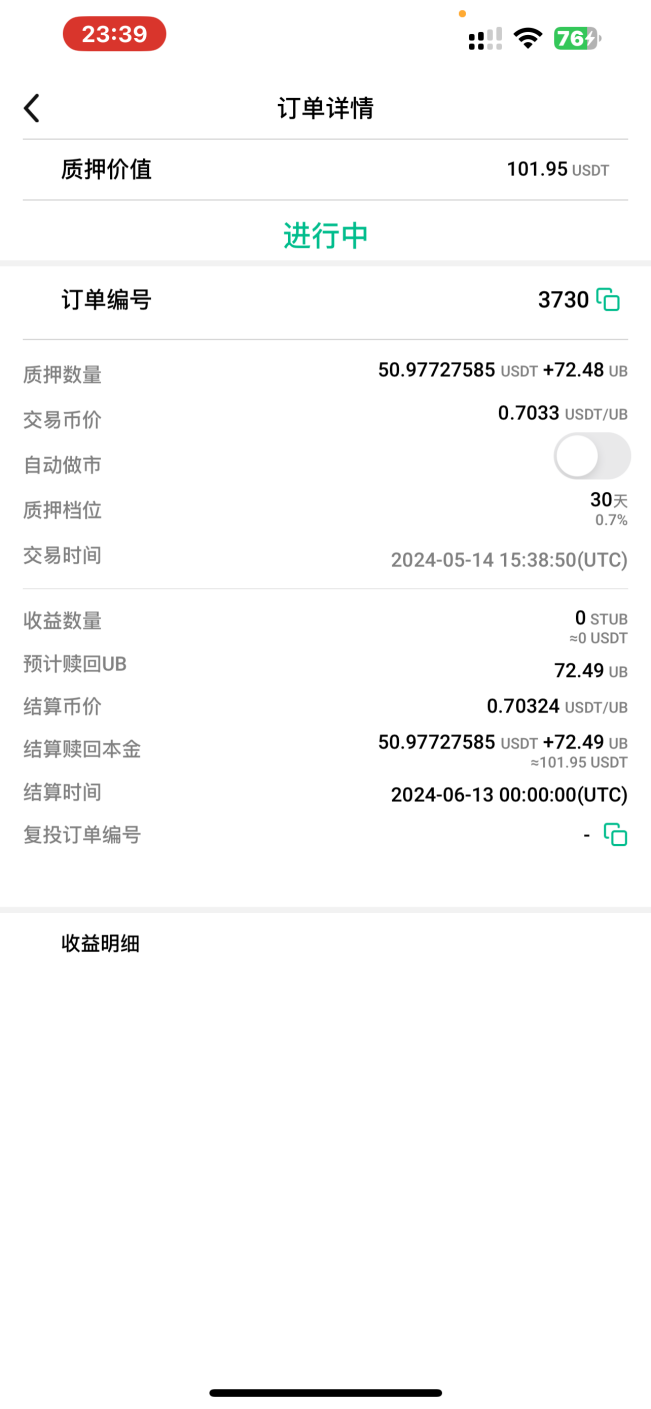 23:39
76
订单详情
质押价值 101.95 USDT
进行中
订单编号 3730
质押数量 50.97727585 USDT +72.48 UB
交易币价 0.7033 USDT/UB
自动做市
质押档位 30天
0.7%
交易时间 2024-05-14 15:38:50(UTC)
收益数量 0 STUB
≈0 USDT
预计赎回UB 72.49 UB
结算币价 0.70324 USDT/UB
结算赎回本金 50.97727585 USDT +72.49 UB
≈101.95 USDT
结算时间 2024-06-13 00:00:00(UTC)
复投订单编号 -
收益明细